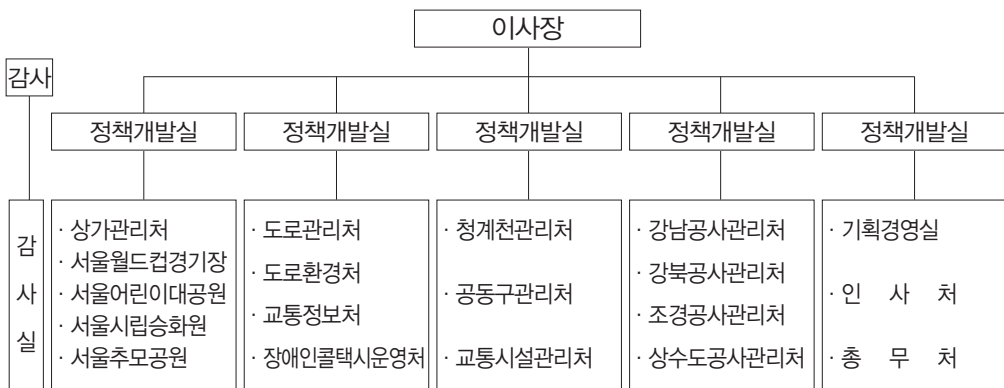 이사장
감사
정책개발실
정책개발실
정책개발실
정책개발실
정책개발실
감사실
· 상가관리처
· 서울월드컵경기장
· 서울어린이대공원
· 서울시립승화원
· 서울추모공원
· 도로관리처
· 도로환경처
· 교통정보처
· 장애인콜택시운영처
· 청계천관리처
· 공동구관리처
· 교통시설관리처
· 강남공사관리처
· 강북공사관리처
· 조경공사관리처
· 상수도공사관리처
· 기획경영실
· 인 사 처
· 총 무 처